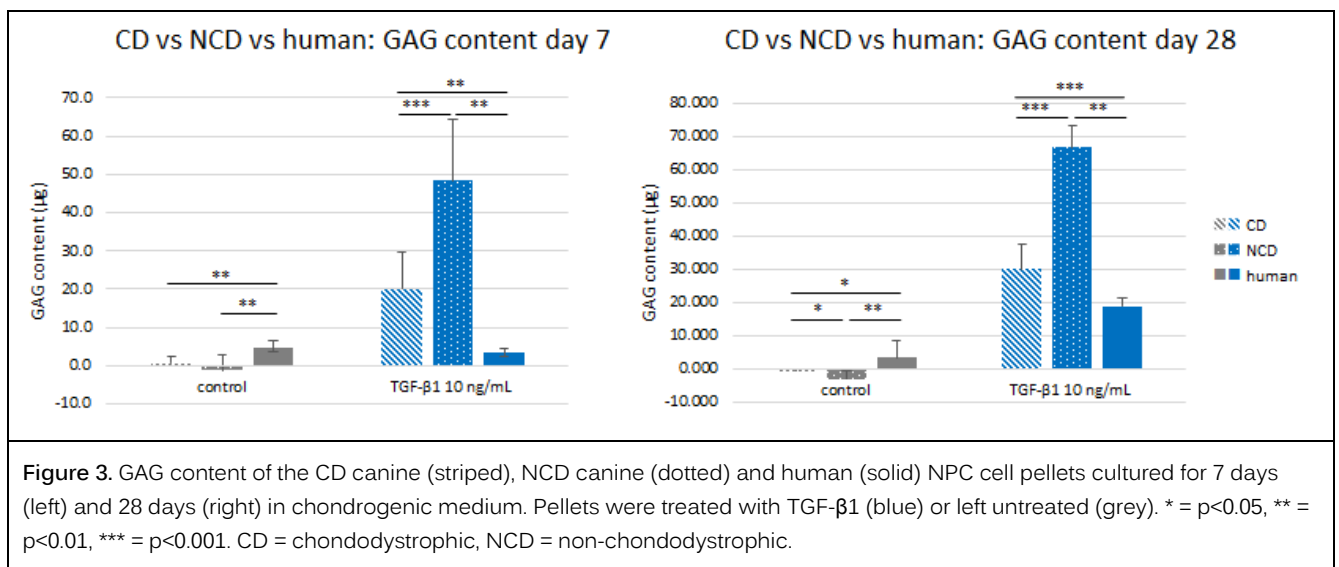 CD vs NCD vs human: GAG content day 7
GAG content (µg)
70.0
60.0
50.0
40.0
30.0
20.0
10.0
0.0
-10.0
**
**
control
**
***
**
TGF-β1 10 ng/mL
CD vs NCD vs human: GAG content day 28
GAG content (µg)
80.000
70.000
60.000
50.000
40.000
30.000
20.000
10.000
0.000
-10.000
*
*
**
control
***
***
**
TGF-β1 10 ng/mL
CD
NCD
human
Figure 3. GAG content of the CD canine (striped), NCD canine (dotted) and human (solid) NPC cell pellets cultured for 7 days
(left) and 28 days (right) in chondrogenic medium. Pellets were treated with TGF-β1 (blue) or left untreated (grey). * = p<0.05, ** =
p<0.01, *** = p<0.001. CD = chondodystrophic, NCD = non-chondodystrophic.